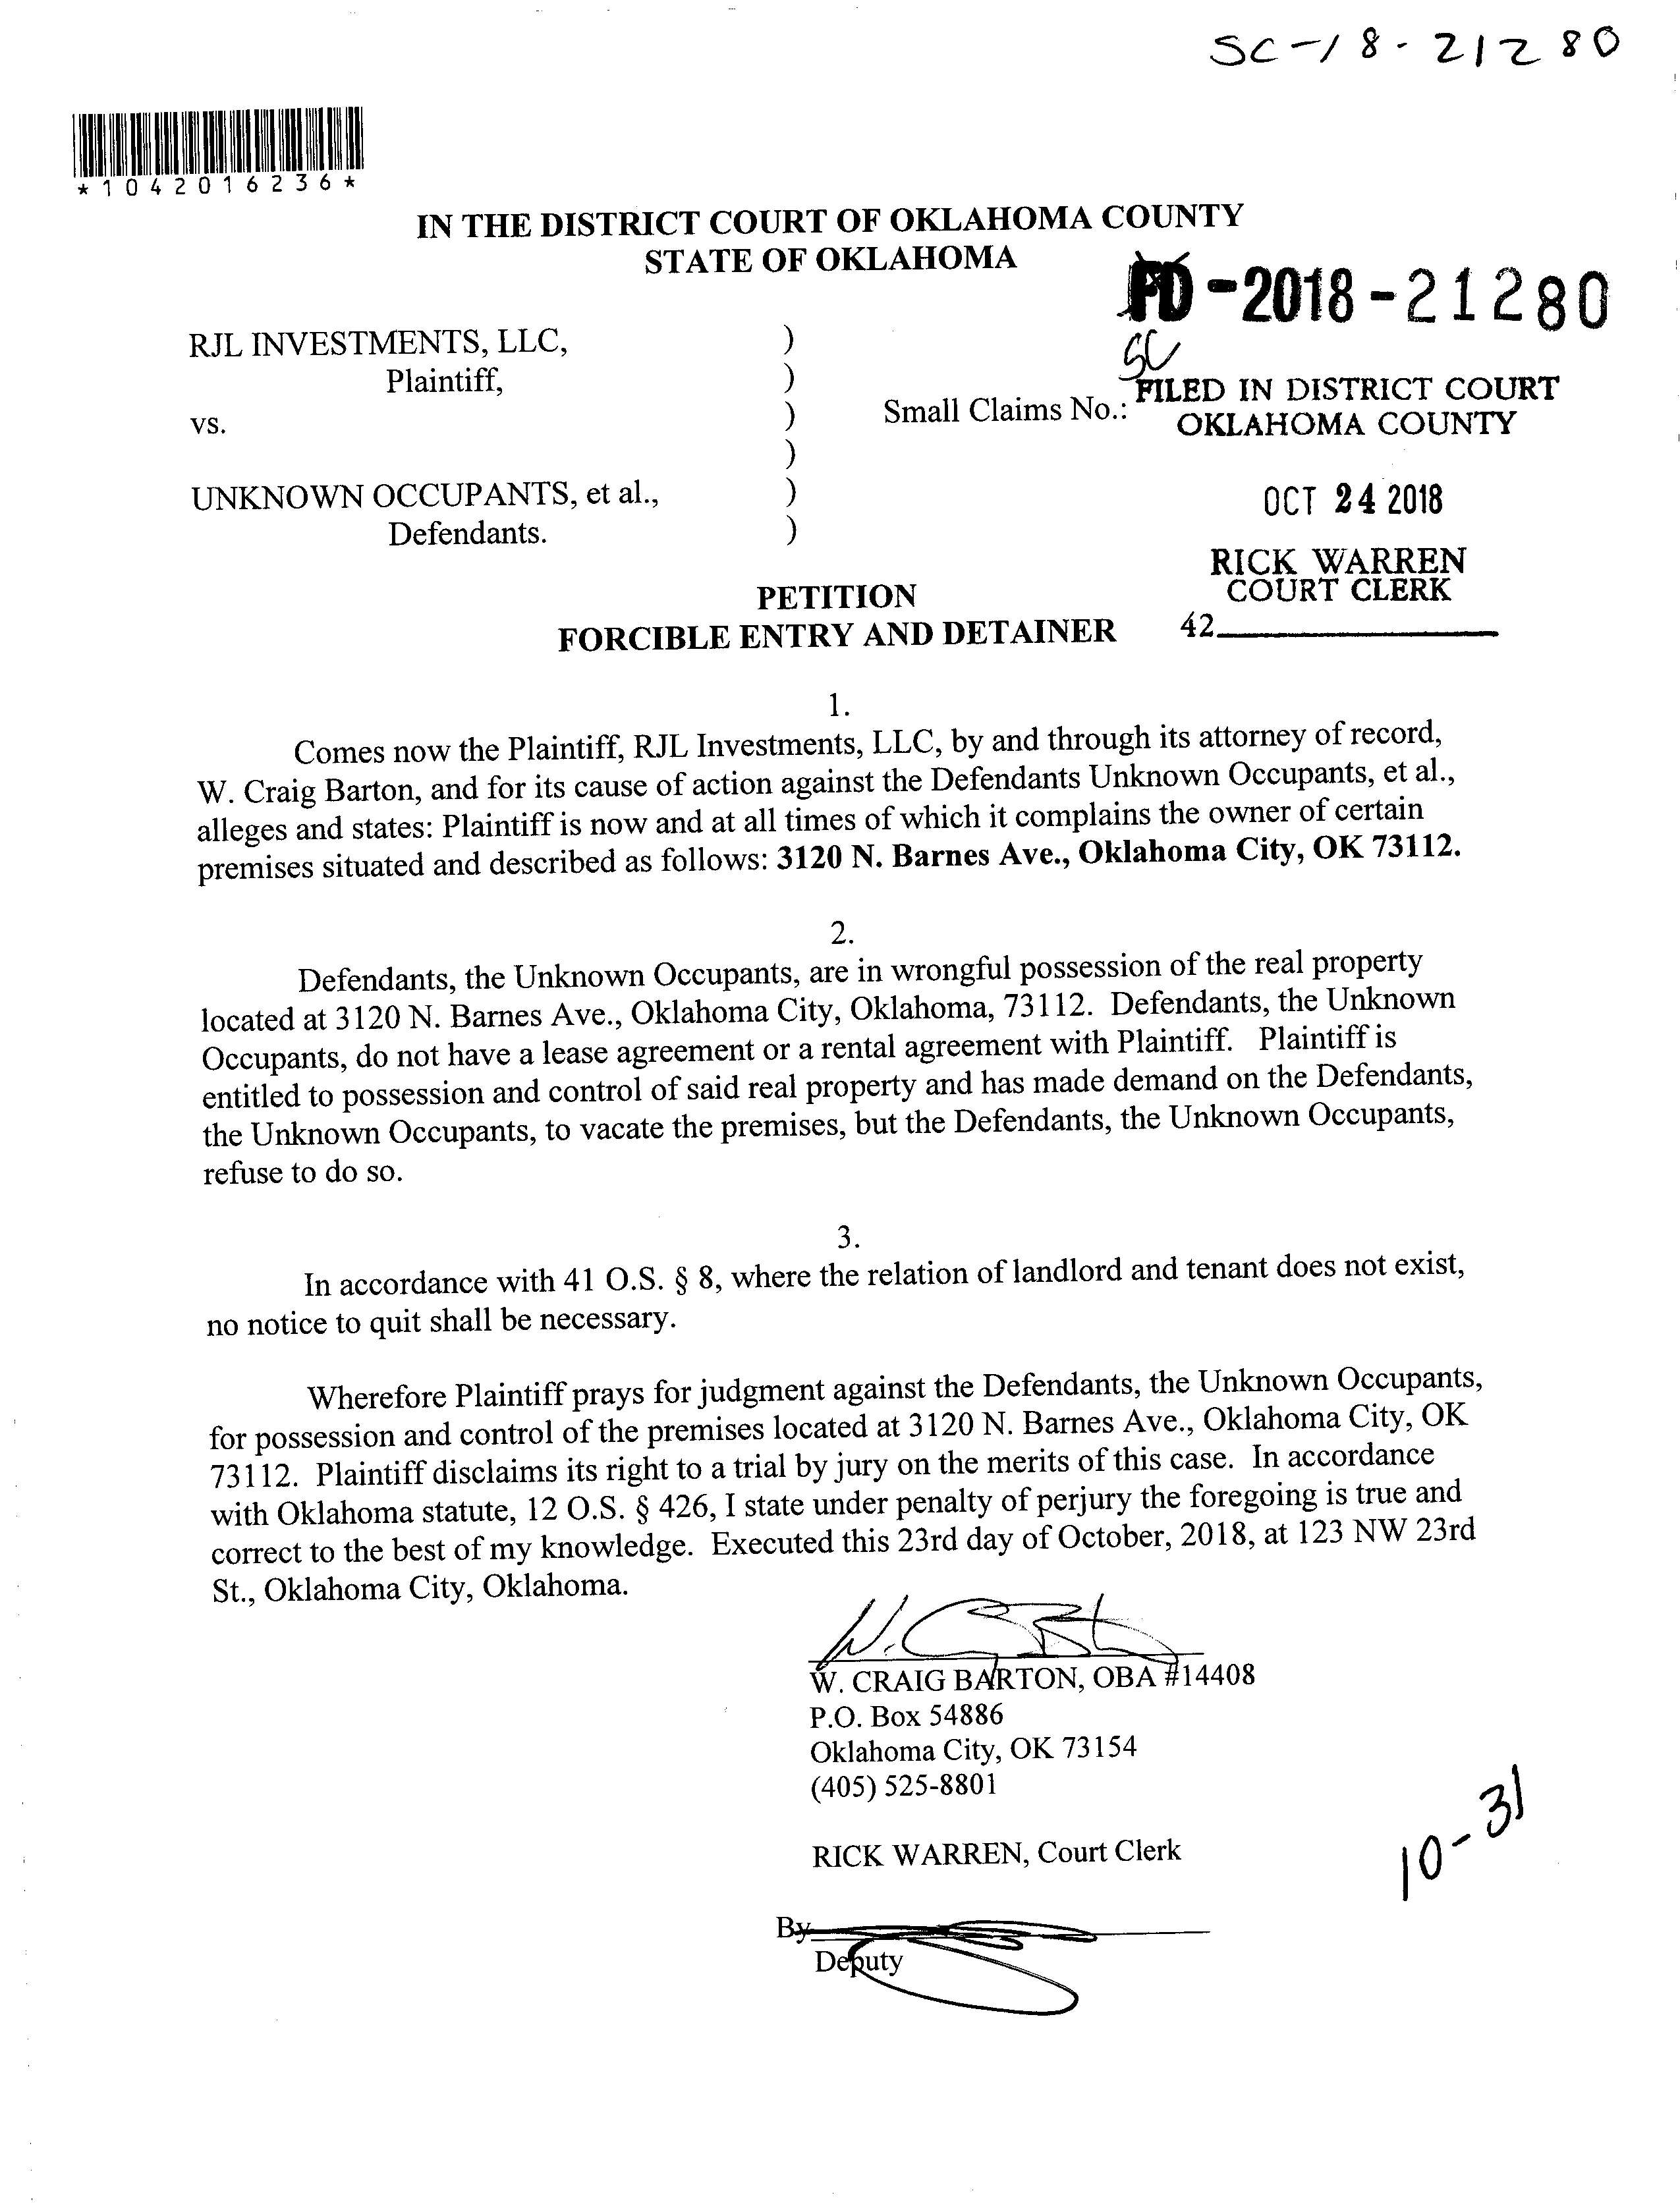 SC-18-21280
*1042016236*
IN THE DISTRICT COURT OF OKLAHOMA COUNTY
STATE OF OKLAHOMA
FD-2018-21280
SC
RJL INVESTMENTS, LLC, )
Plaintiff, )
vs. ) Small Claims No.:
)
UNKNOWN OCCUPANTS, et al., )
Defendants. )
FILED IN DISTRICT COURT
OKLAHOMA COUNTY
OCT 24 2018
RICK WARREN
COURT CLERK
42
PETITION
FORCIBLE ENTRY AND DETAINER
1.
Comes now the Plaintiff, RJL Investments, LLC, by and through its attorney of record,
W. Craig Barton, and for its cause of action against the Defendants Unknown Occupants, et al.,
alleges and states: Plaintiff is now and at all times of which it complains the owner of certain
premises situated and described as follows: 3120 N. Barnes Ave., Oklahoma City, OK 73112.
2.
Defendants, the Unknown Occupants, are in wrongful possession of the real property
located at 3120 N. Barnes Ave., Oklahoma City, Oklahoma, 73112. Defendants, the Unknown
Occupants, do not have a lease agreement or a rental agreement with Plaintiff. Plaintiff is
entitled to possession and control of said real property and has made demand on the Defendants,
the Unknown Occupants, to vacate the premises, but the Defendants, the Unknown Occupants,
refuse to do so.
3.
In accordance with 41 O.S. § 8, where the relation of landlord and tenant does not exist,
no notice to quit shall be necessary.
Wherefore Plaintiff prays for judgment against the Defendants, the Unknown Occupants,
for possession and control of the premises located at 3120 N. Barnes Ave., Oklahoma City, OK
73112. Plaintiff disclaims its right to a trial by jury on the merits of this case. In accordance
with Oklahoma statute, 12 O.S. § 426, I state under penalty of perjury the foregoing is true and
correct to the best of my knowledge. Executed this 23rd day of October, 2018, at 123 NW 23rd
St., Oklahoma City, Oklahoma.
W. CRAIG BARTON, OBA #14408
P.O. Box 54886
Oklahoma City, OK 73154
(405) 525-8801
RICK WARREN, Court Clerk
10-31
By
Deputy